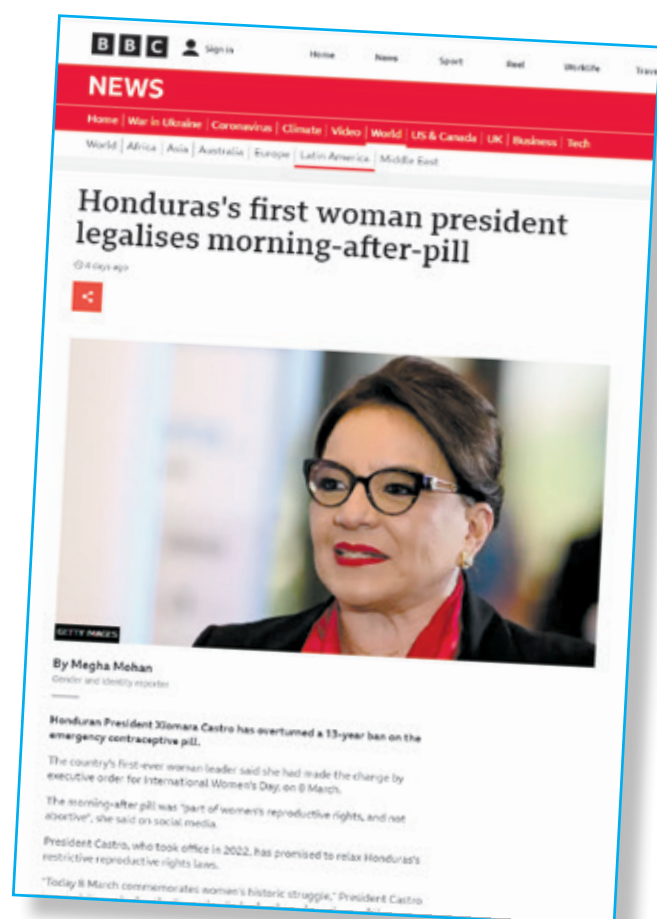 BBC Sign in Home News Sport Reel Worklife Trave
NEWS
Home | War in Ukraine | Coronavirus | Climate | Video | World | US & Canada | UK | Business | Tech
World | Africa | Asia | Australia | Europe | Latin America | Middle East
Honduras's first woman president
legalises morning-after-pill
4 days ago
GETTY IMAGES
By Megha Mohan
Gender and identity reporter
Honduran President Xiomara Castro has overturned a 13-year ban on the
emergency contraceptive pill.
The country's first-ever woman leader said she had made the change by
executive order for International Women's Day, on 8 March.
The morning-after pill was "part of women's reproductive rights, and not
abortive", she said on social media.
President Castro, who took office in 2022, has promised to relax Honduras's
restrictive reproductive rights laws.
"Today 8 March commemorates women's historic struggle," President Castro